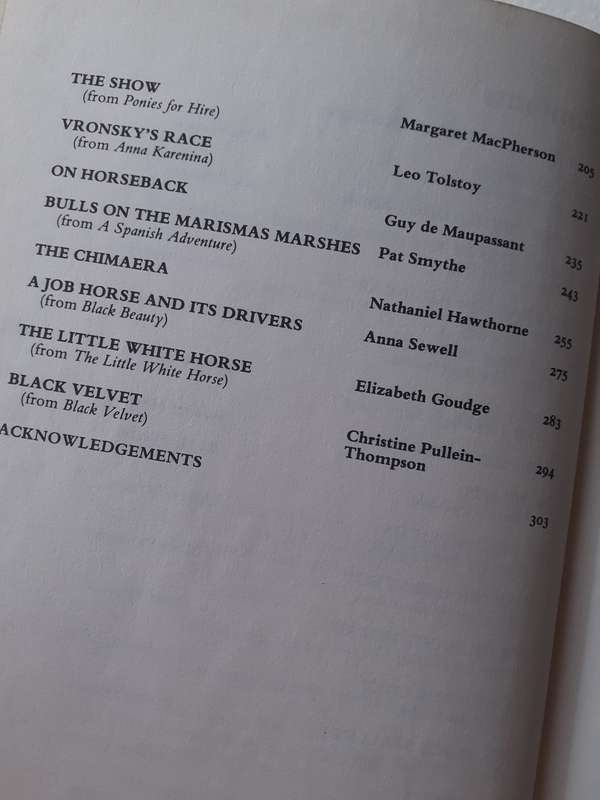 THE SHOW
(from Ponies for Hire) Margaret MacPherson 205
VRONSKY'S RACE
(from Anna Karenina) Leo Tolstoy 221
ON HORSEBACK Guy de Maupassant 235
BULLS ON THE MARISMAS MARSHES Pat Smythe 243
(from A Spanish Adventure)
THE CHIMAERA Nathaniel Hawthorne 255
A JOB HORSE AND ITS DRIVERS Anna Sewell 275
(from Black Beauty)
THE LITTLE WHITE HORSE Elizabeth Goudge 283
(from The Little White Horse)
BLACK VELVET Christine Pullein-
(from Black Velvet) Thompson 294
ACKNOWLEDGEMENTS 303